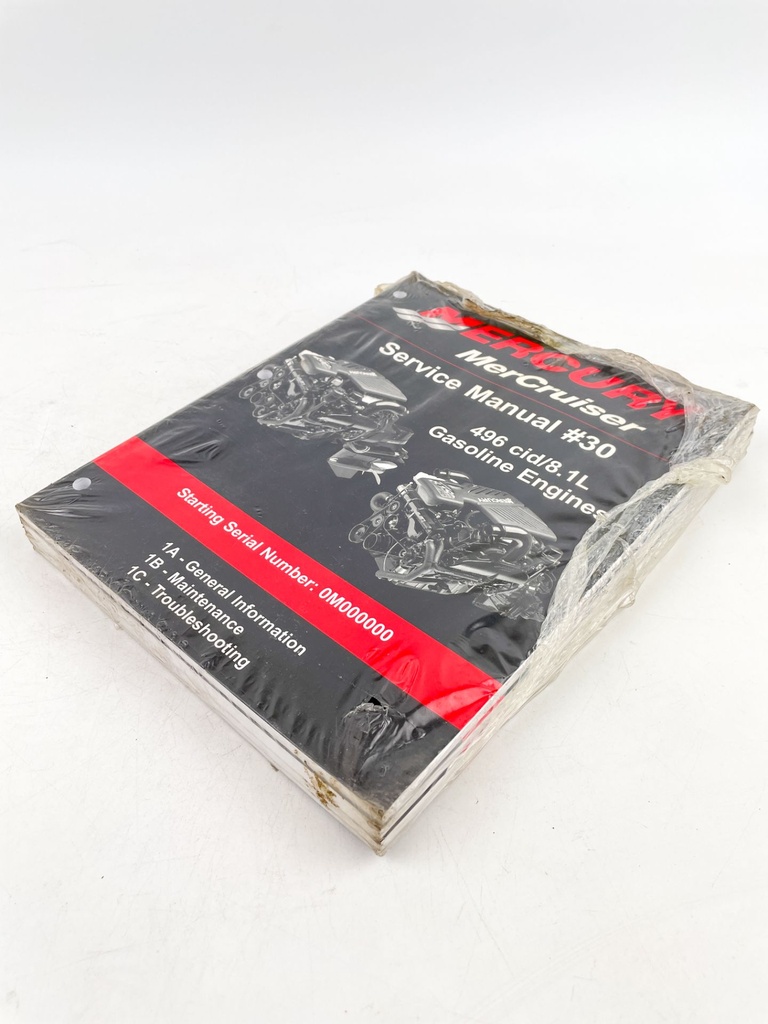 MERCURY
MerCruiser
Service Manual #30
496 cid/8.1L
Gasoline Engines
Starting Serial Number: 0M000000
1A - General Information
1B - Maintenance
1C - Troubleshooting